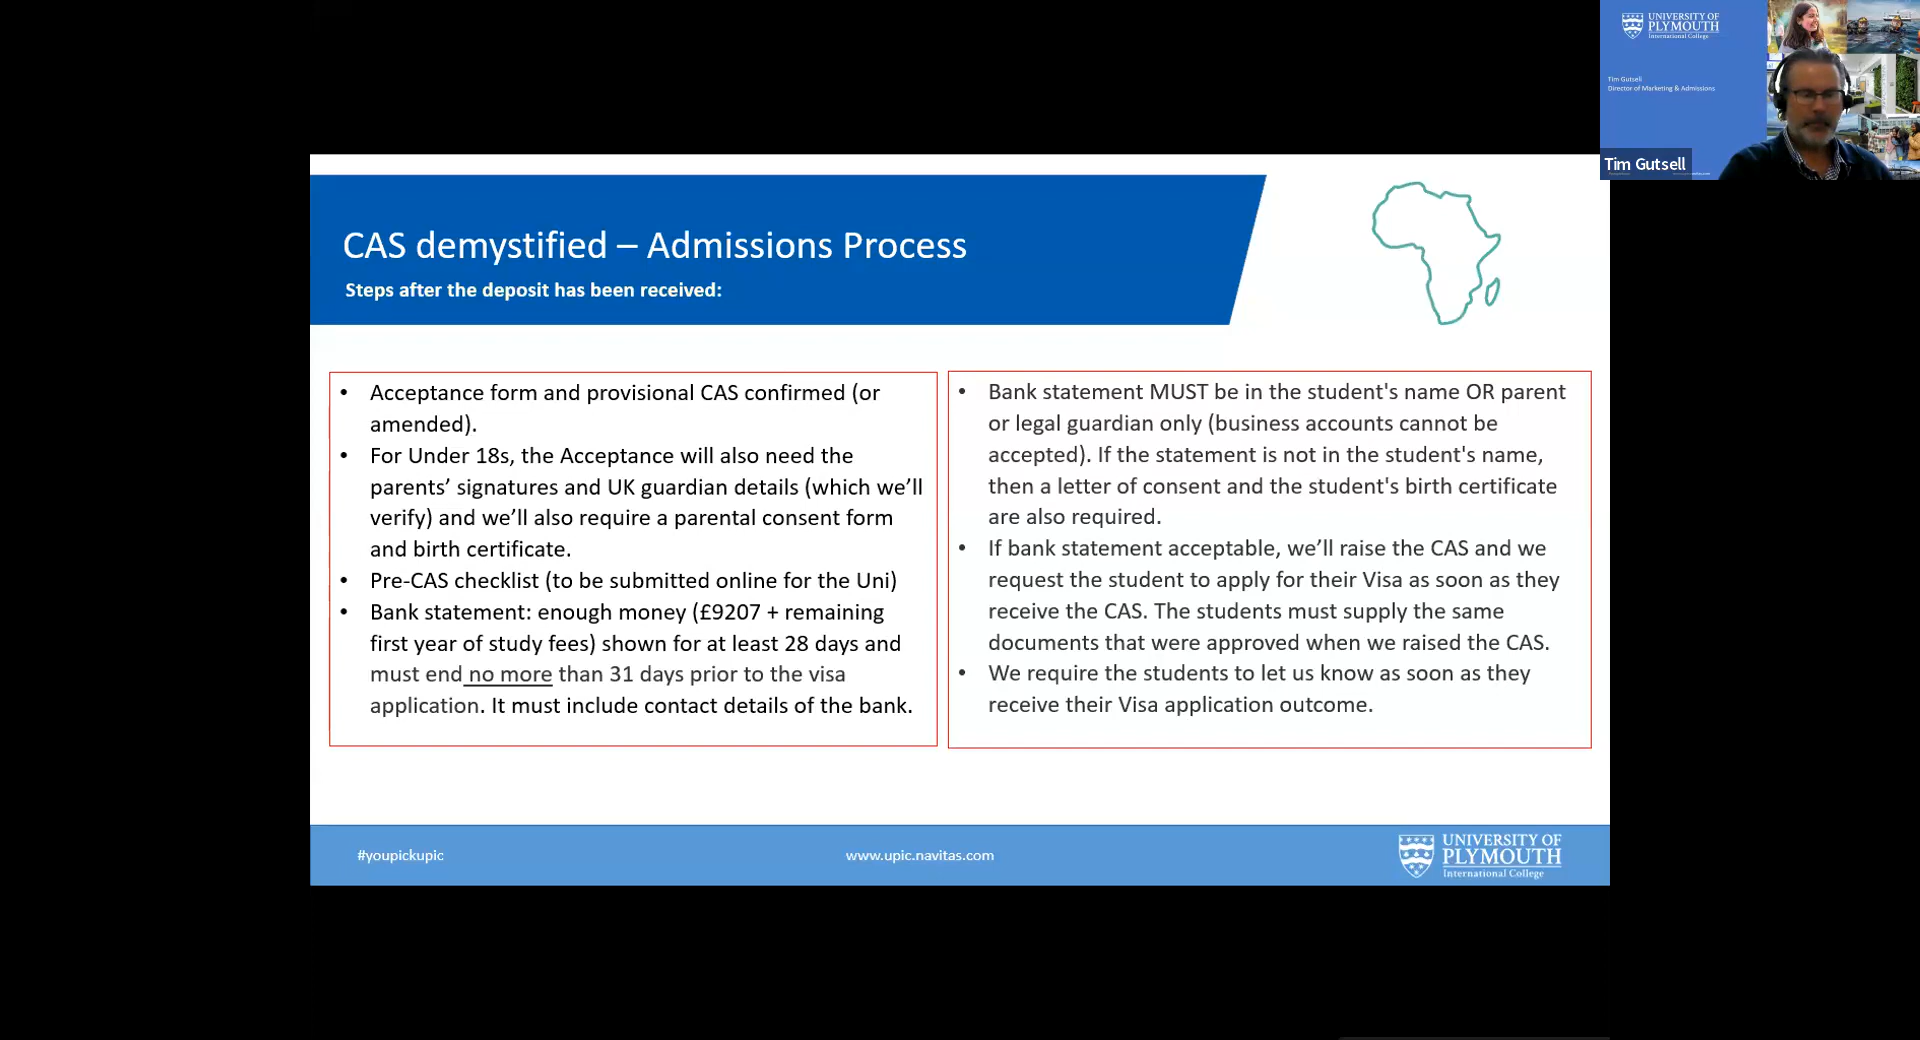 CAS demystified – Admissions Process
Steps after the deposit has been received:
• Acceptance form and provisional CAS confirmed (or
amended).
• For Under 18s, the Acceptance will also need the
parents’ signatures and UK guardian details (which we’ll
verify) and we’ll also require a parental consent form
and birth certificate.
• Pre-CAS checklist (to be submitted online for the Uni)
• Bank statement: enough money (£9207 + remaining
first year of study fees) shown for at least 28 days and
must end no more than 31 days prior to the visa
application. It must include contact details of the bank.
• Bank statement MUST be in the student's name OR parent
or legal guardian only (business accounts cannot be
accepted). If the statement is not in the student's name,
then a letter of consent and the student's birth certificate
are also required.
• If bank statement acceptable, we’ll raise the CAS and we
request the student to apply for their Visa as soon as they
receive the CAS. The students must supply the same
documents that were approved when we raised the CAS.
• We require the students to let us know as soon as they
receive their Visa application outcome.
#youpickupic
www.upic.navitas.com
UNIVERSITY OF
PLYMOUTH
International College
UNIVERSITY OF
PLYMOUTH
International College
Tim Gutsell
Director of Marketing & Admissions
Tim Gutsell